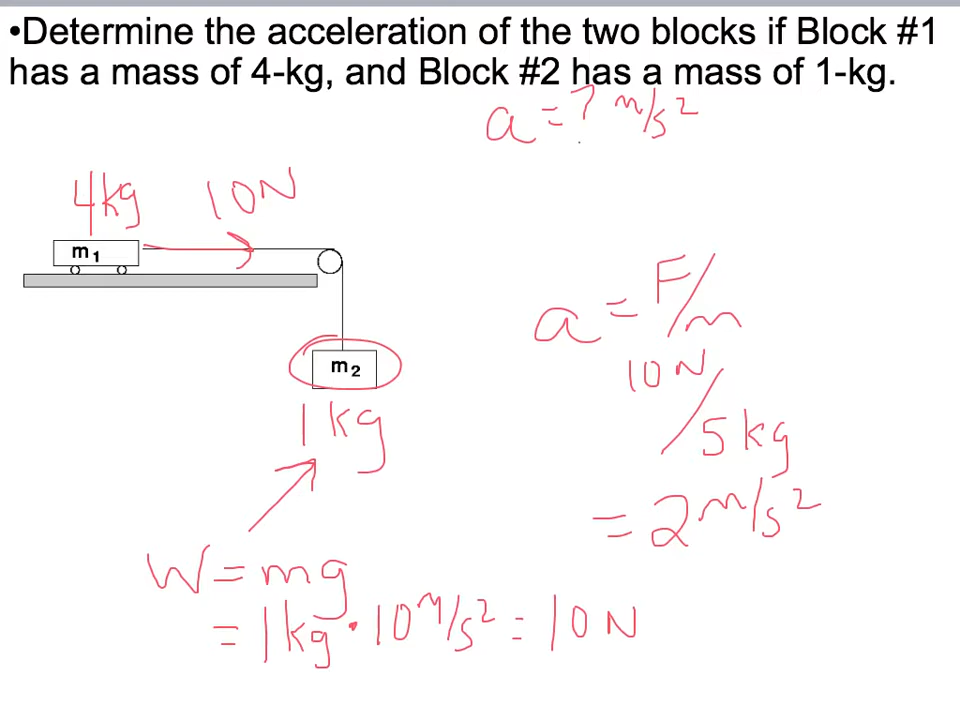 •Determine the acceleration of the two blocks if Block #1
has a mass of 4-kg, and Block #2 has a mass of 1-kg.
a = ? m/s²
4kg
10N
m₁
m₂
1kg
a = F/m
10N
/5kg
= 2 m/s²
W = mg
= 1kg · 10 m/s² = 10N